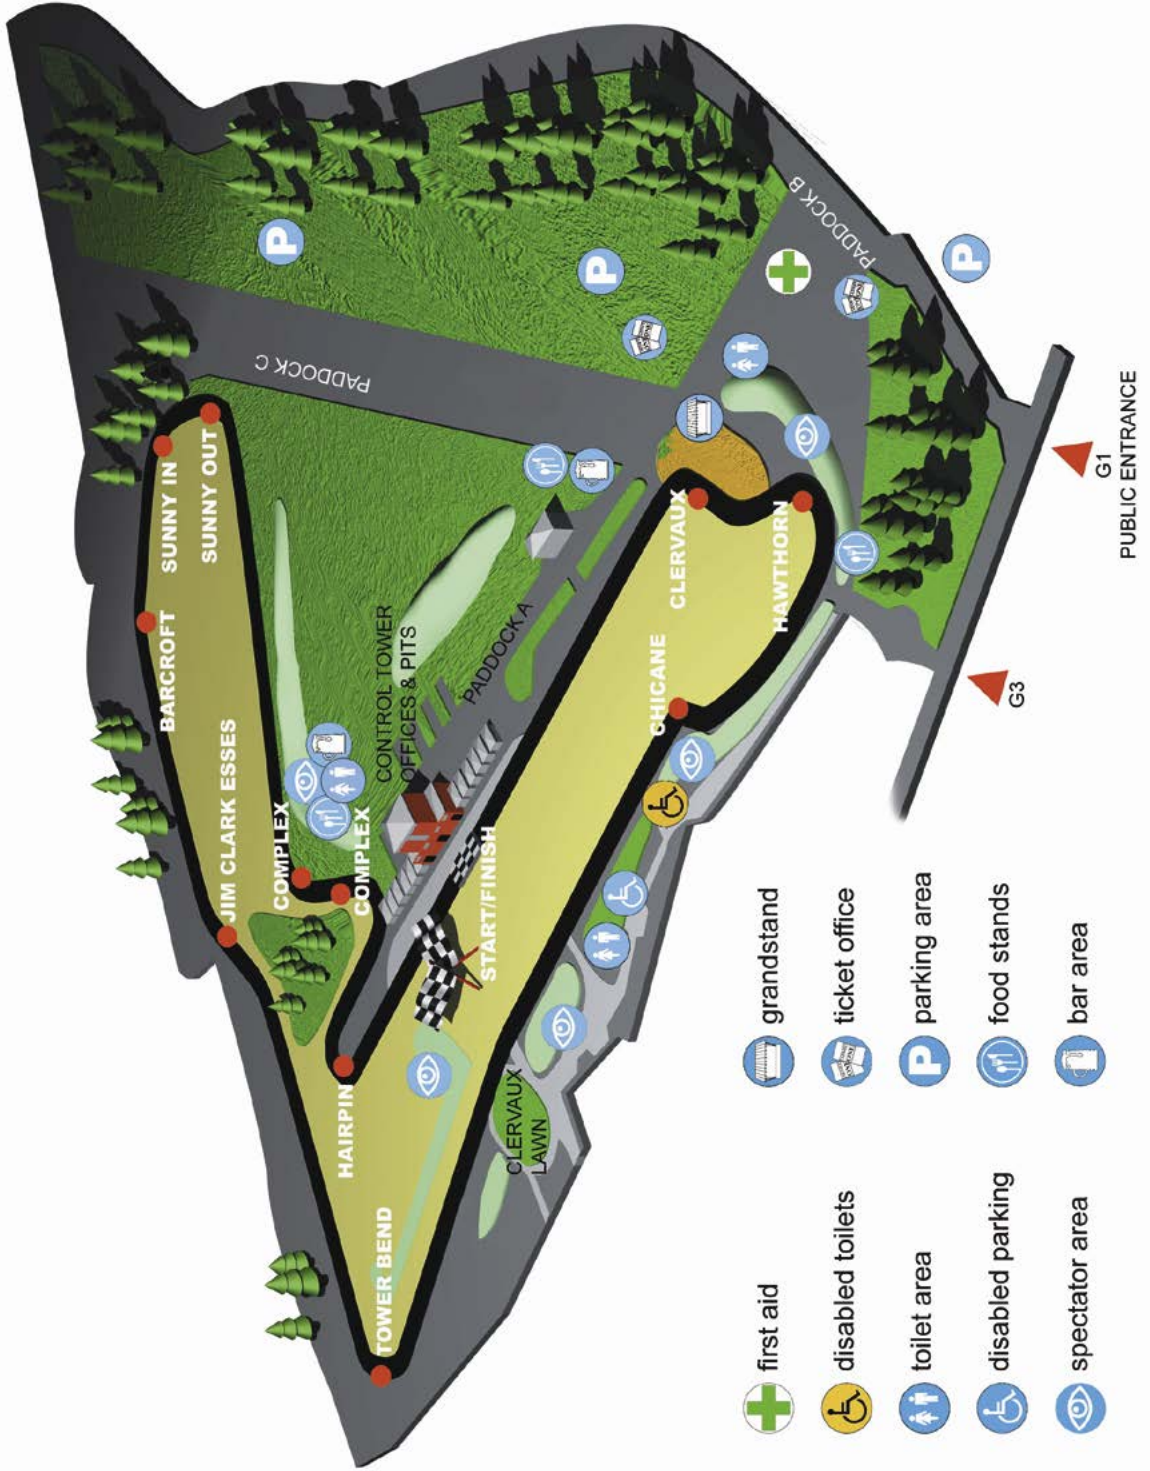 BARCROFT
SUNNY IN
SUNNY OUT
JIM CLARK ESSES
COMPLEX
P
PADDOCK C
HAIRPIN
COMPLEX
TOWER BEND
CONTROL TOWER
OFFICES & PITS
START/FINISH
PADDOCK A
CLERVAUX
LAWN
P
CHICANE
CLERVAUX
HAWTHORN
PADDOCK B
P
G3
G1
PUBLIC ENTRANCE
first aid
disabled toilets
toilet area
disabled parking
spectator area
grandstand
ticket office
P parking area
food stands
bar area